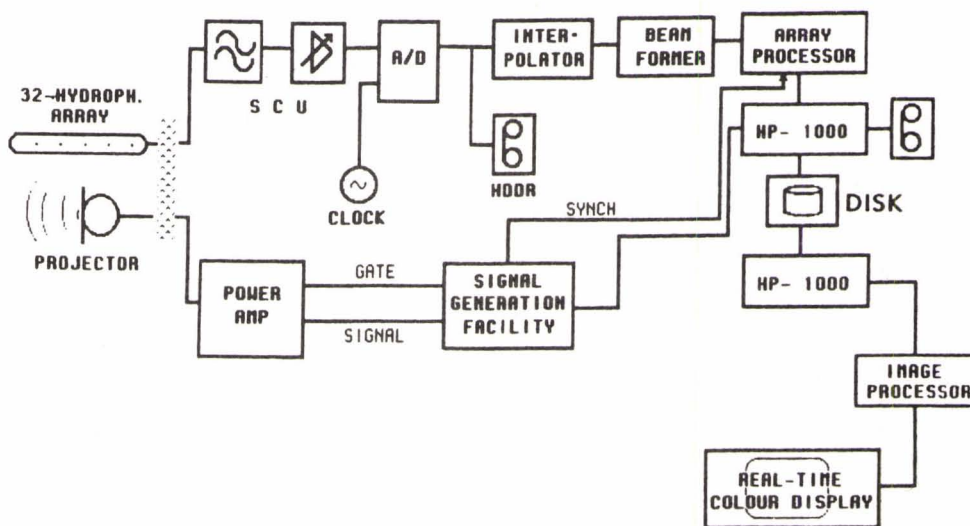 32-HYDROPH.
ARRAY
S C U
A/D
INTER-
POLATOR
BEAM
FORMER
ARRAY
PROCESSOR
HP- 1000
HDDR
CLOCK
DISK
SYNCH
PROJECTOR
POWER
AMP
GATE
SIGNAL
SIGNAL
GENERATION
FACILITY
HP- 1000
IMAGE
PROCESSOR
REAL-TIME
COLOUR DISPLAY